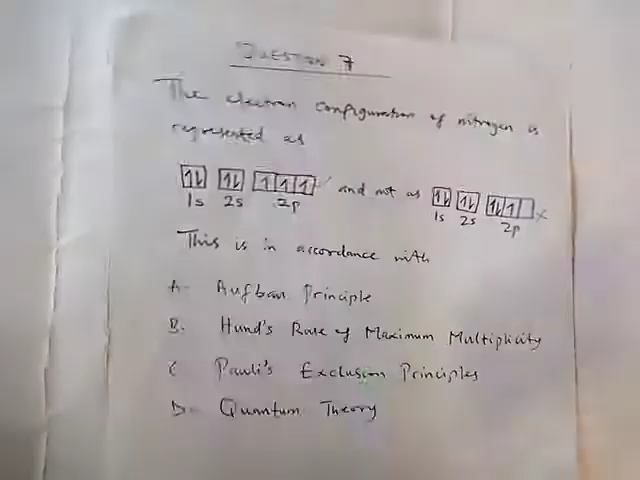 QUESTION 7
The electron configuration of nitrogen is
represented as
↑↓ ↑↓ ↑ ↑ ↑ ✓ and not as ↑↓ ↑↓ ↑↓ ↑ ×
1s 2s 2p 1s 2s 2p
This is in accordance with
A. Aufbau Principle
B. Hund's Rule of Maximum Multiplicity
C Pauli's Exclusion Principles
D. Quantum Theory